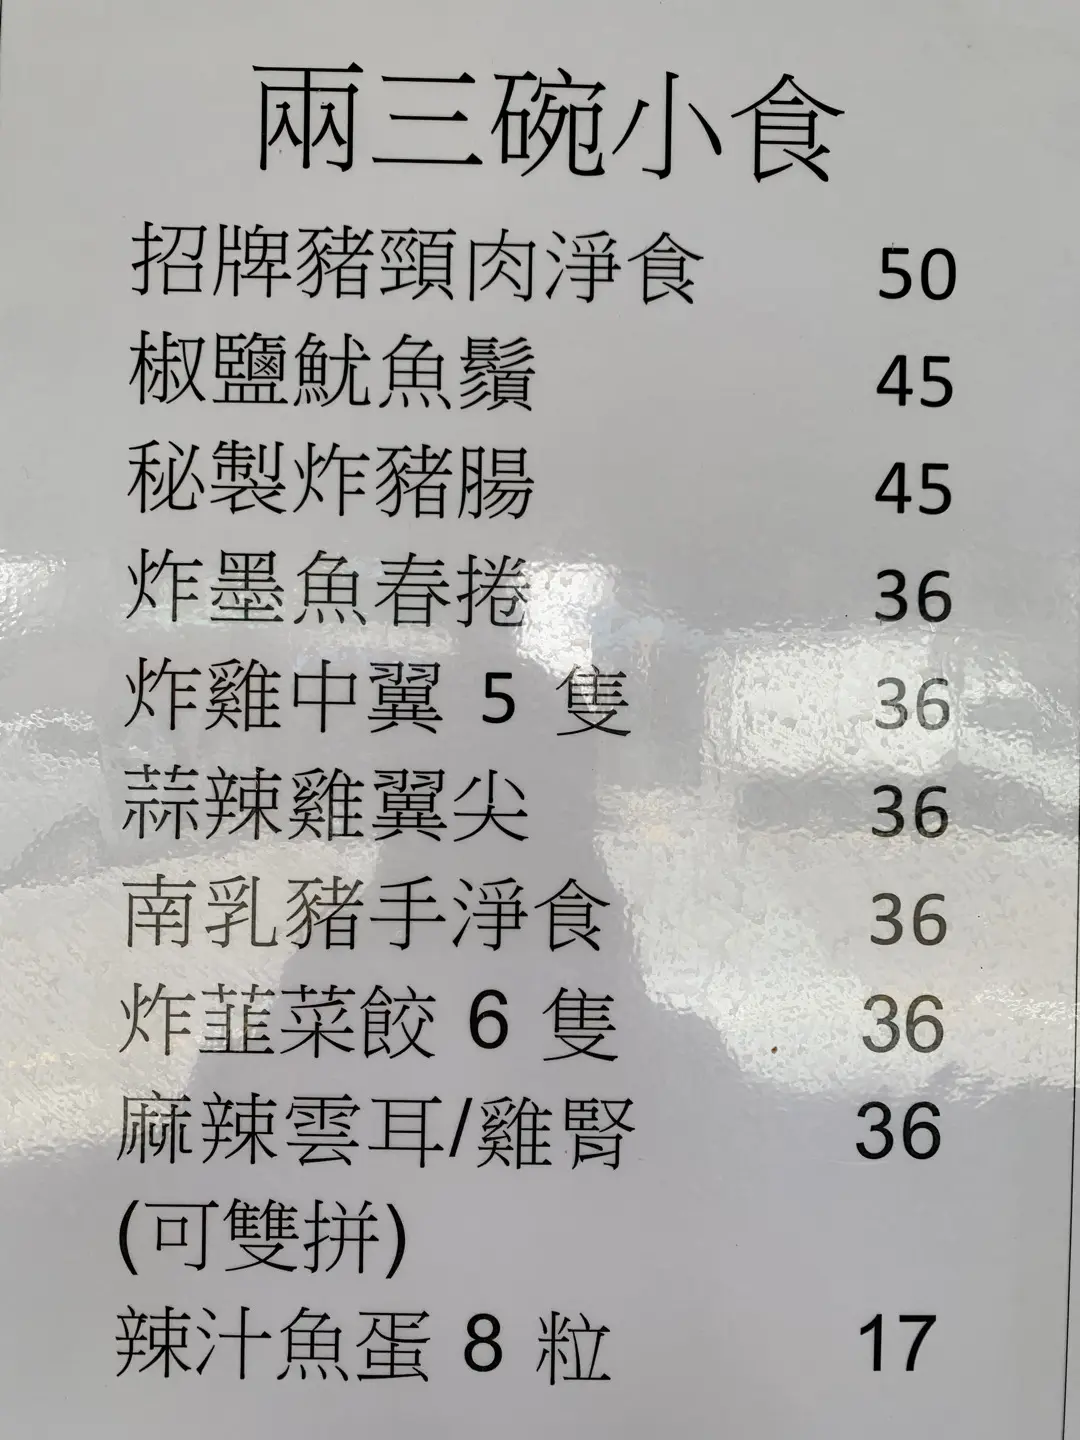 兩三碗小食
招牌豬頸肉淨食 50
椒鹽魷魚鬚 45
秘製炸豬腸 45
炸墨魚春捲 36
炸雞中翼 5 隻 36
蒜辣雞翼尖 36
南乳豬手淨食 36
炸韮菜餃 6 隻 36
麻辣雲耳/雞腎 36
(可雙拼)
辣汁魚蛋 8 粒 17